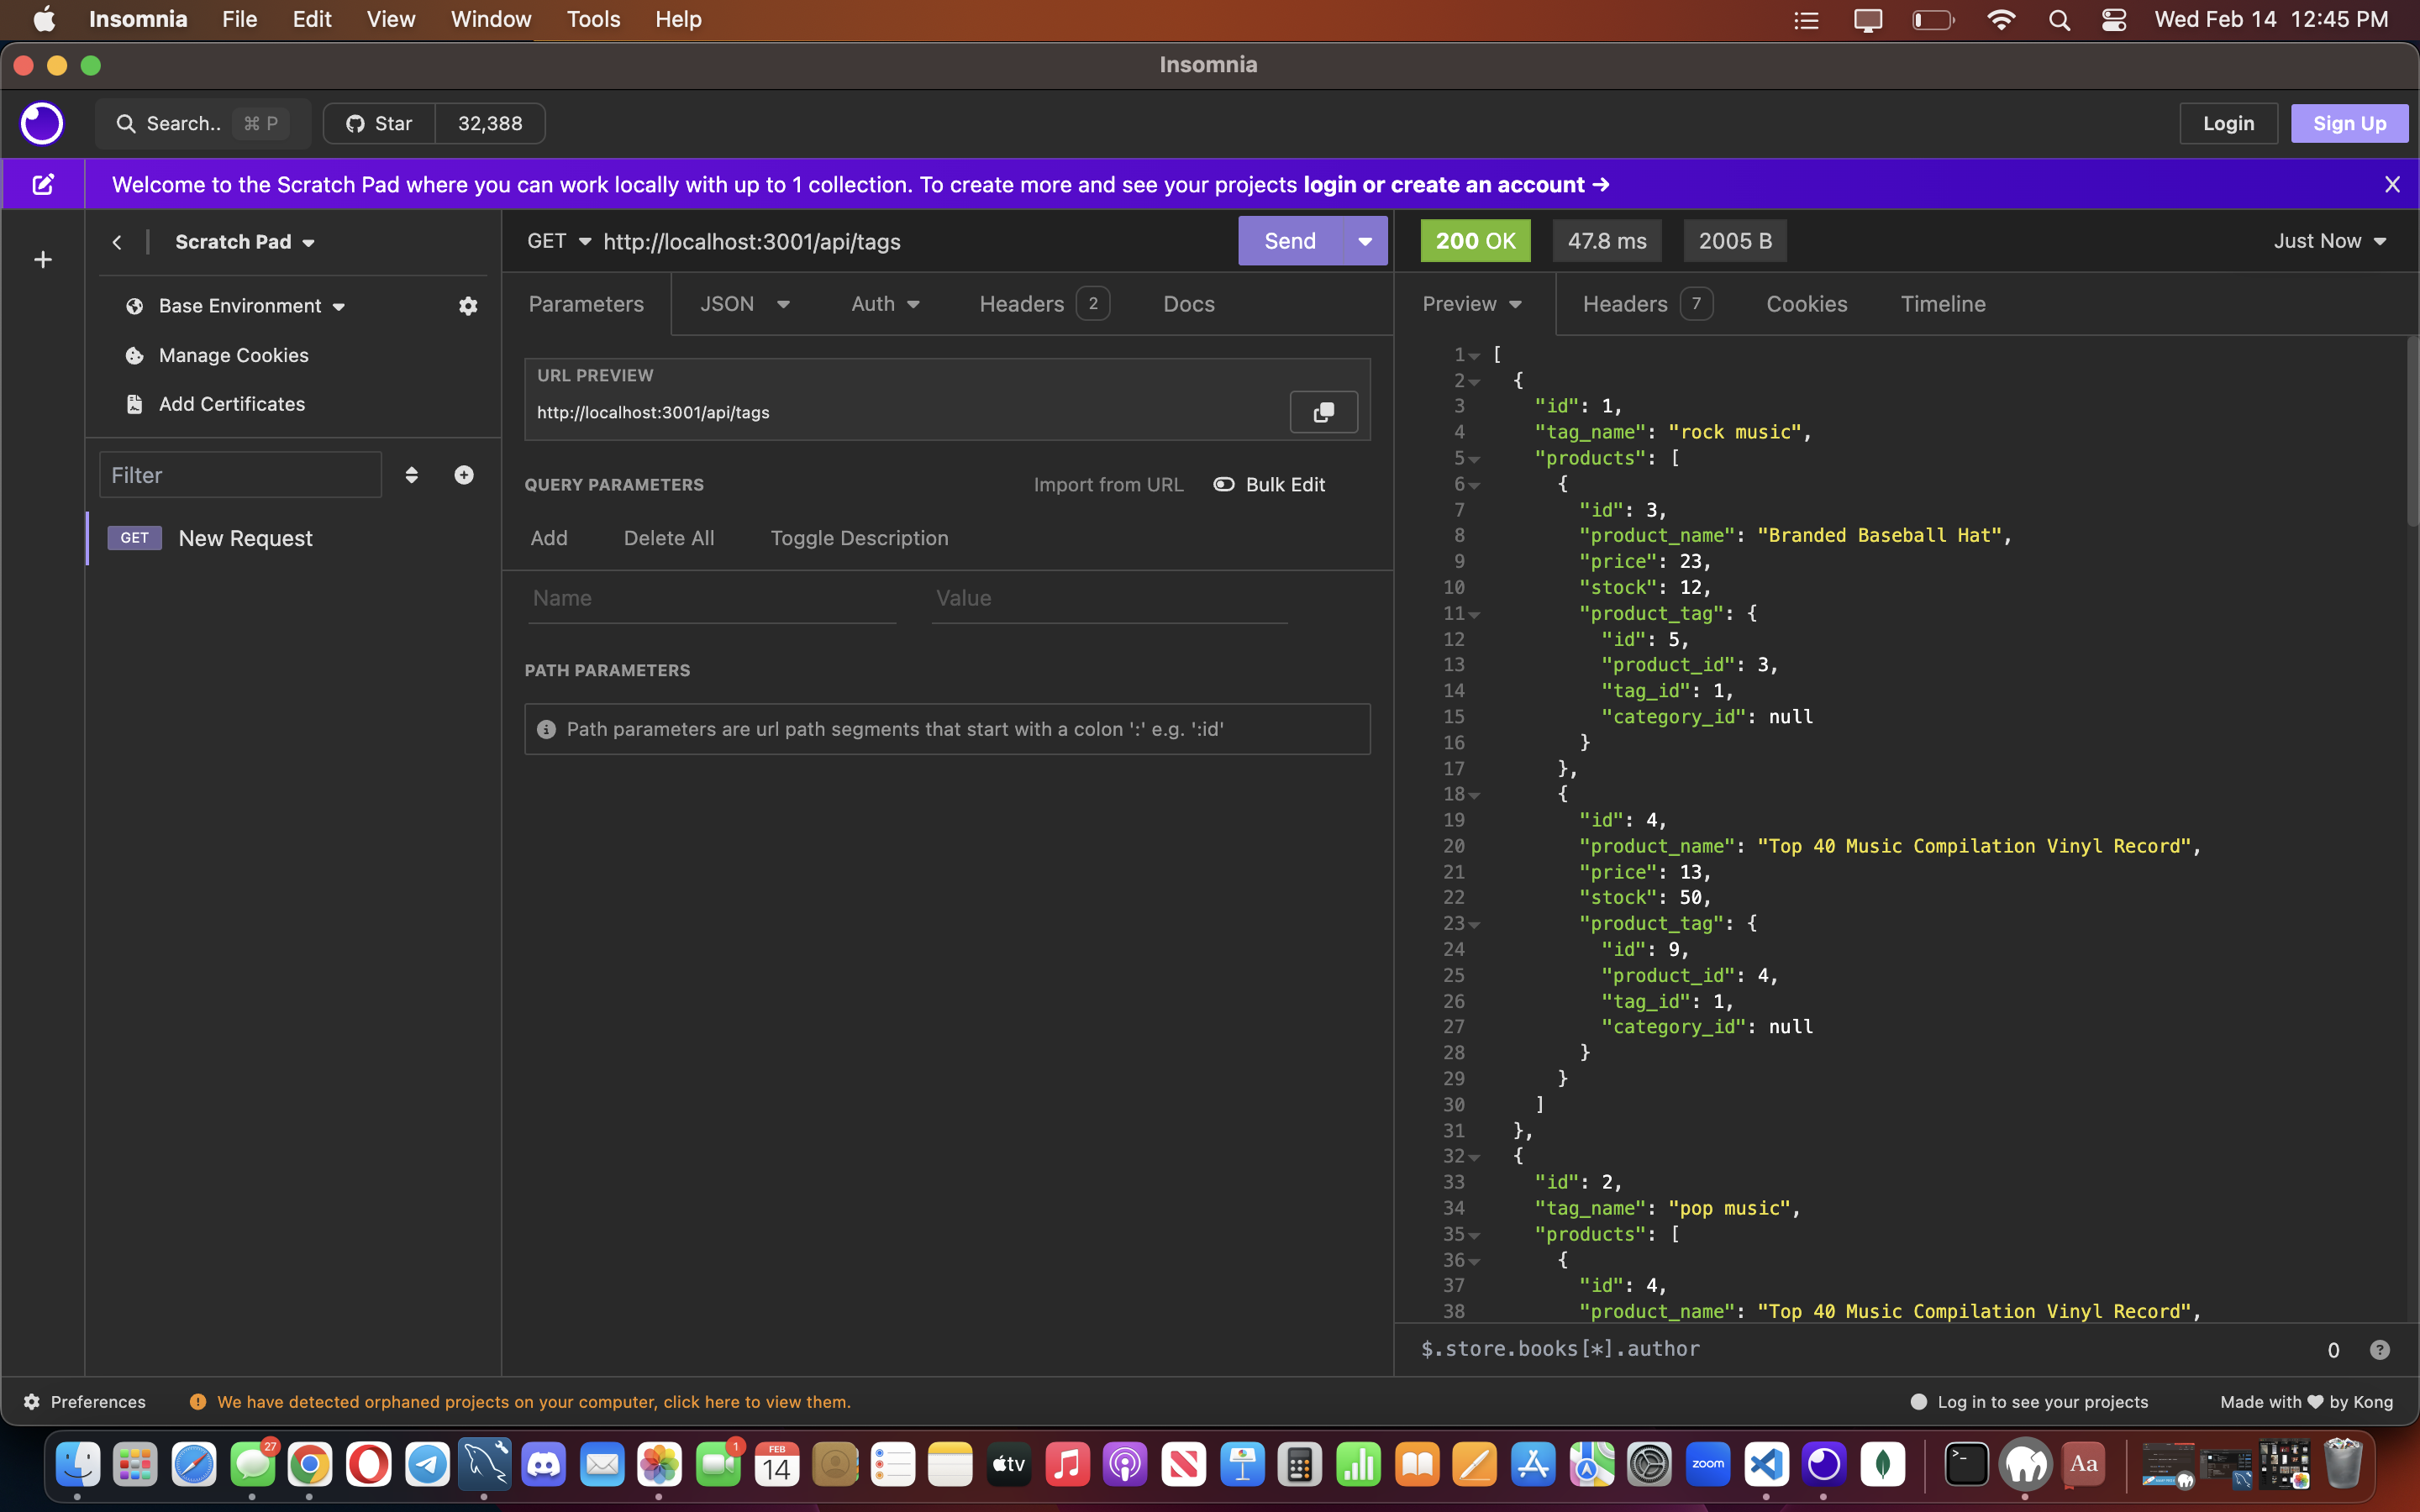 Insomnia File Edit View Window Tools Help Wed Feb 14 12:45 PM
Insomnia
Search.. ⌘ P Star 32,388 Login Sign Up
Welcome to the Scratch Pad where you can work locally with up to 1 collection. To create more and see your projects login or create an account → X
Scratch Pad
Base Environment
Manage Cookies
Add Certificates
Filter
GET New Request
GET http://localhost:3001/api/tags Send
Parameters JSON Auth Headers 2 Docs
URL PREVIEW
http://localhost:3001/api/tags
QUERY PARAMETERS Import from URL Bulk Edit
Add Delete All Toggle Description
Name Value
PATH PARAMETERS
Path parameters are url path segments that start with a colon ':' e.g. ':id'
200 OK 47.8 ms 2005 B Just Now
Preview Headers 7 Cookies Timeline
1 [
2 {
3 "id": 1,
4 "tag_name": "rock music",
5 "products": [
6 {
7 "id": 3,
8 "product_name": "Branded Baseball Hat",
9 "price": 23,
10 "stock": 12,
11 "product_tag": {
12 "id": 5,
13 "product_id": 3,
14 "tag_id": 1,
15 "category_id": null
16 }
17 },
18 {
19 "id": 4,
20 "product_name": "Top 40 Music Compilation Vinyl Record",
21 "price": 13,
22 "stock": 50,
23 "product_tag": {
24 "id": 9,
25 "product_id": 4,
26 "tag_id": 1,
27 "category_id": null
28 }
29 }
30 ]
31 },
32 {
33 "id": 2,
34 "tag_name": "pop music",
35 "products": [
36 {
37 "id": 4,
38 "product_name": "Top 40 Music Compilation Vinyl Record",
$.store.books[*].author 0 ?
Preferences We have detected orphaned projects on your computer, click here to view them. Log in to see your projects Made with ♥ by Kong
27 1 FEB 14 tv zoom >_ Aa